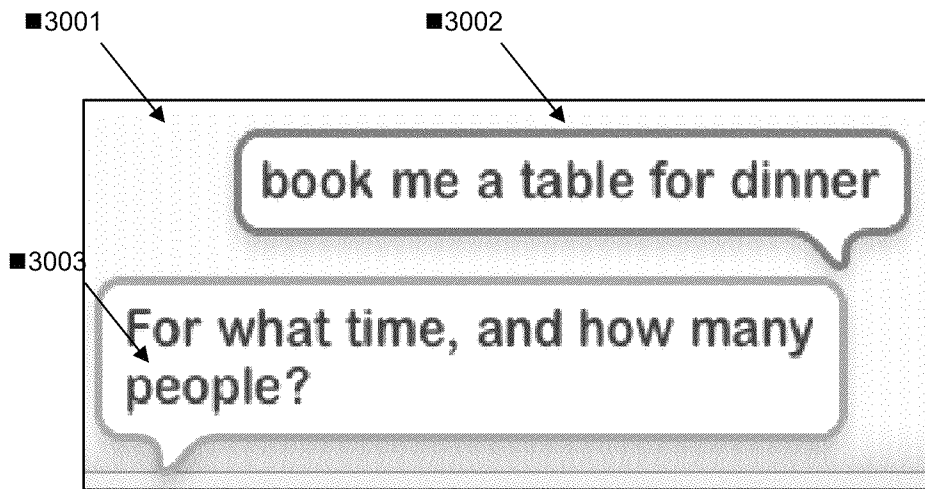 ■3001
■3002
book me a table for dinner
■3003
For what time, and how many
people?